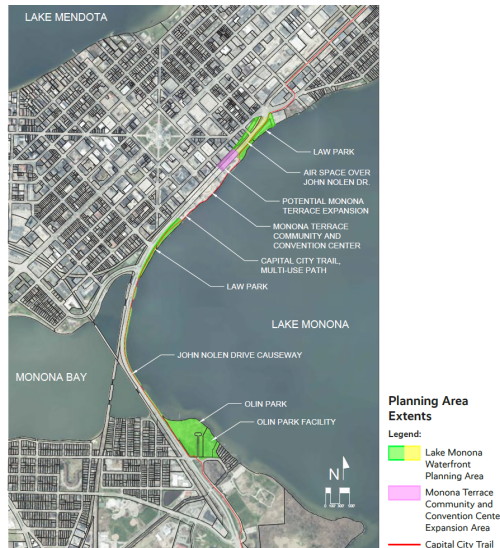 LAKE MENDOTA
LAW PARK
AIR SPACE OVER
JOHN NOLEN DR.
POTENTIAL MONONA
TERRACE EXPANSION
MONONA TERRACE
COMMUNITY AND
CONVENTION CENTER
CAPITAL CITY TRAIL,
MULTI-USE PATH
LAW PARK
LAKE MONONA
JOHN NOLEN DRIVE CAUSEWAY
MONONA BAY
OLIN PARK
OLIN PARK FACILITY
N
Planning Area
Extents
Legend:
Lake Monona
Waterfront
Planning Area
Monona Terrace
Community and
Convention Cente
Expansion Area
Capital City Trail